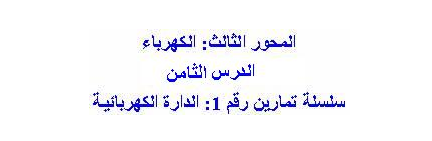 المحور الثالث: الكهرباء
الدرس الثامن
سلسلة تمارين رقم 1: الدارة الكهربائية